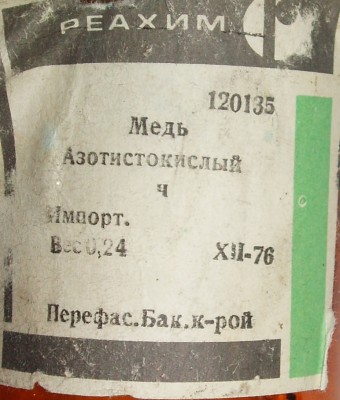 РЕАХИМ
120135
Медь
Азотистокислый
ч
Импорт.
Вес 0,24 XII-76
Перефас.Бак.к-рой